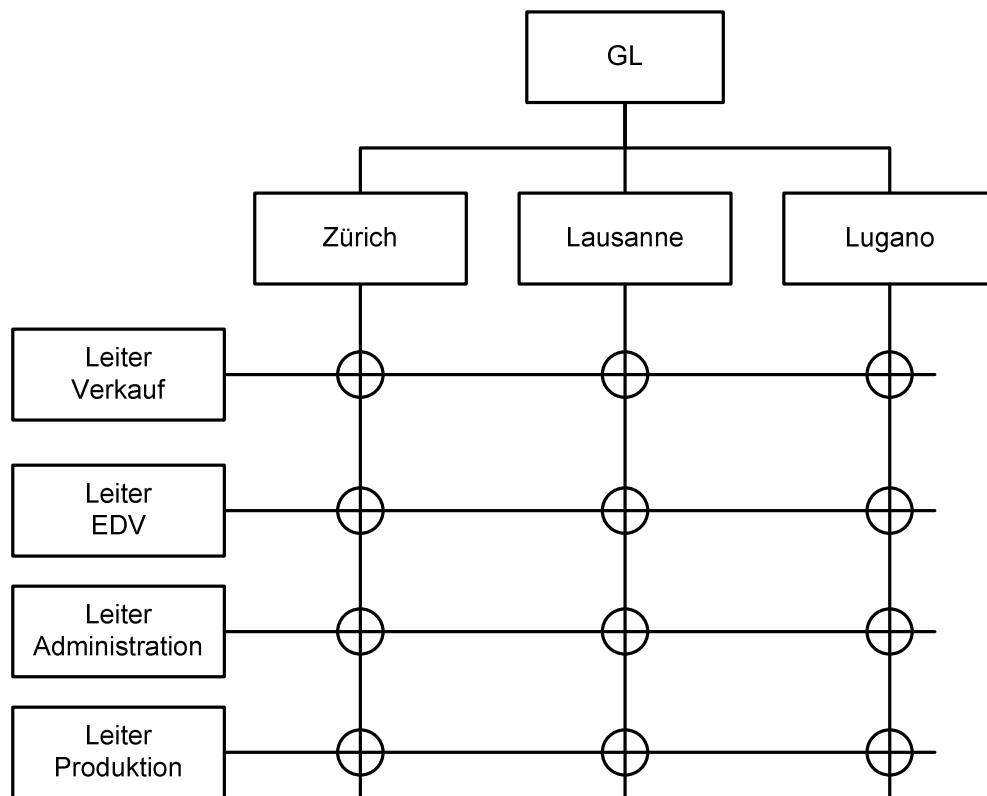 GL
Zürich
Lausanne
Lugano
Leiter
Verkauf
Leiter
EDV
Leiter
Administration
Leiter
Produktion